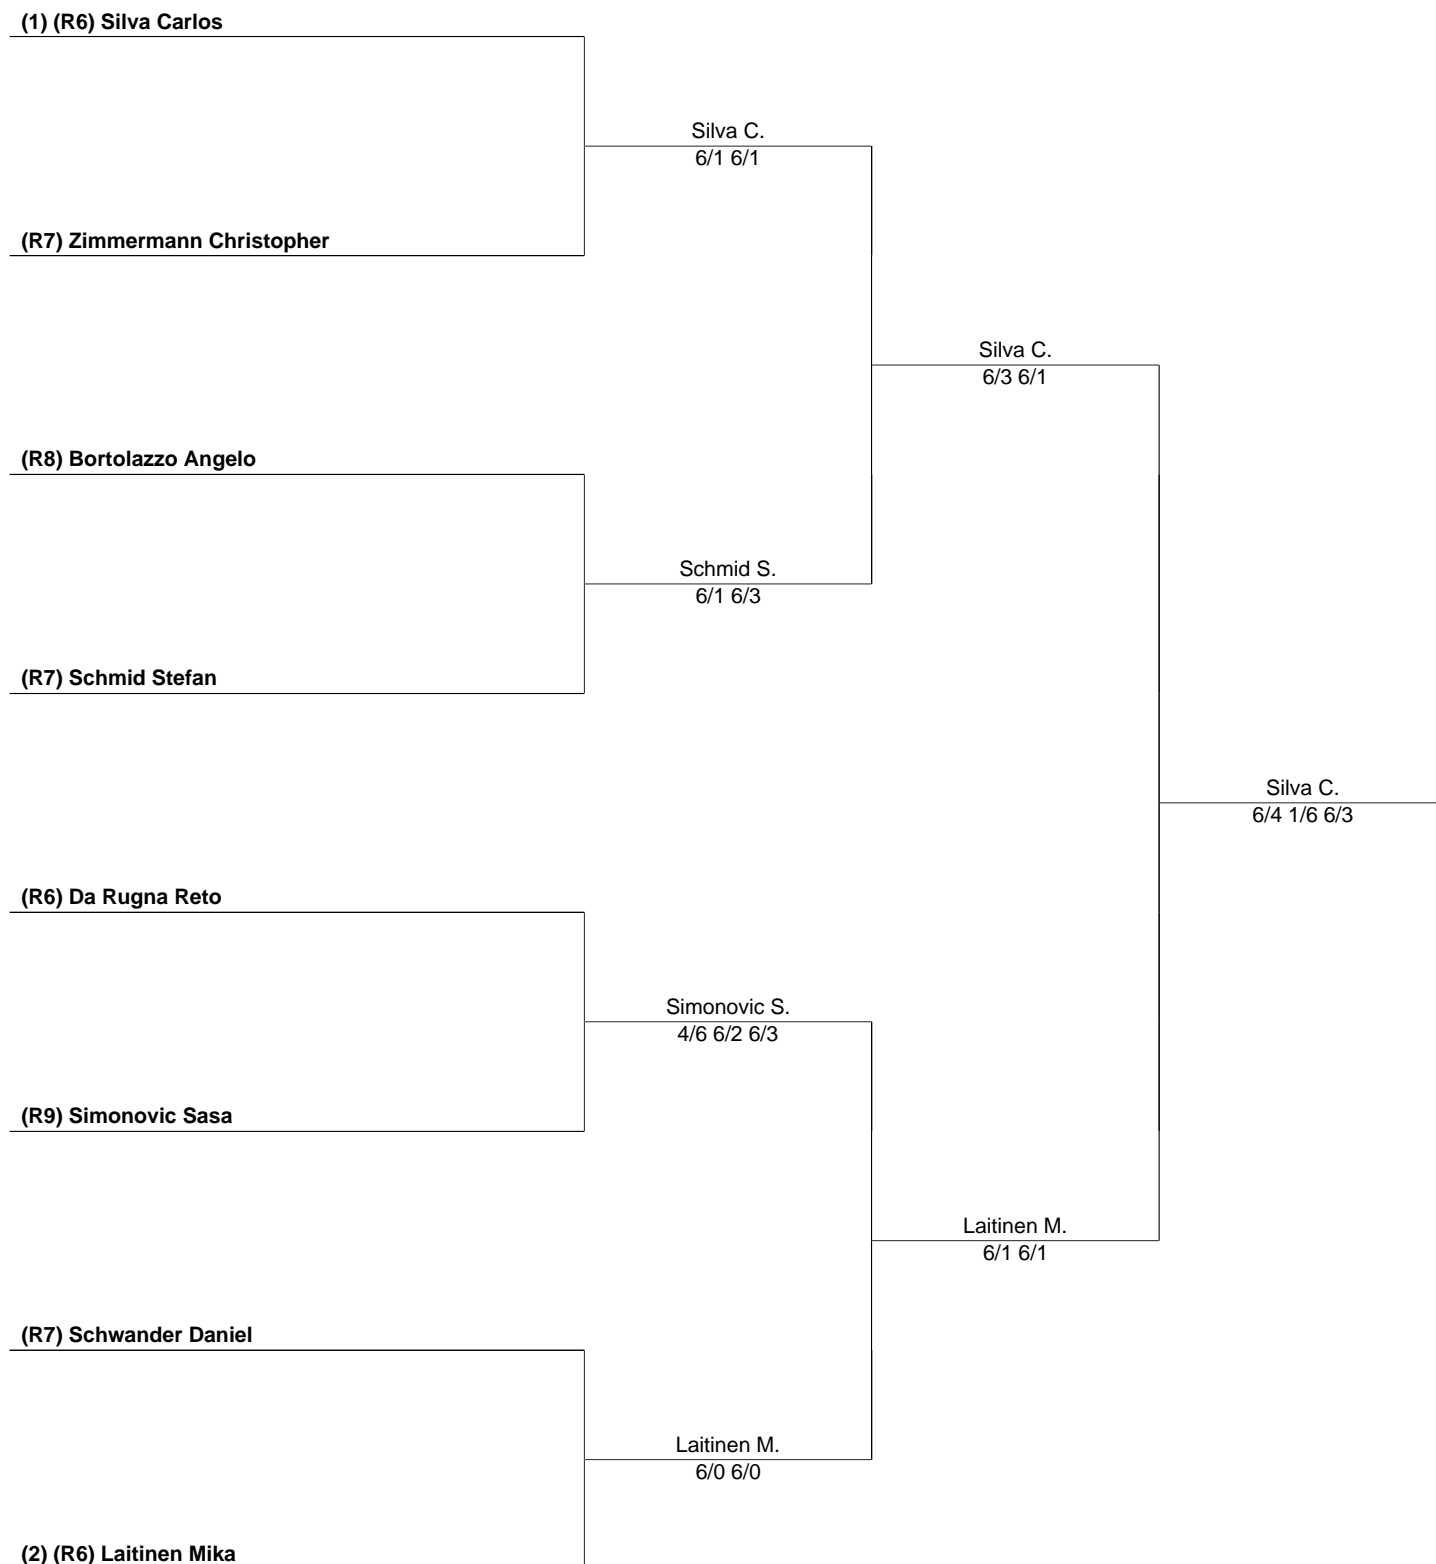 (1) (R6) Silva Carlos
Silva C.
6/1 6/1
(R7) Zimmermann Christopher
Silva C.
6/3 6/1
(R8) Bortolazzo Angelo
Schmid S.
6/1 6/3
(R7) Schmid Stefan
Silva C.
6/4 1/6 6/3
(R6) Da Rugna Reto
Simonovic S.
4/6 6/2 6/3
(R9) Simonovic Sasa
Laitinen M.
6/1 6/1
(R7) Schwander Daniel
Laitinen M.
6/0 6/0
(2) (R6) Laitinen Mika